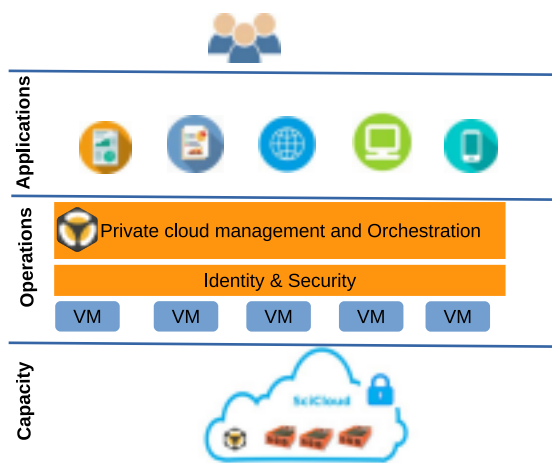 Applications
Operations
Private cloud management and Orchestration
Identity & Security
VM VM VM VM VM
Capacity
SciCloud